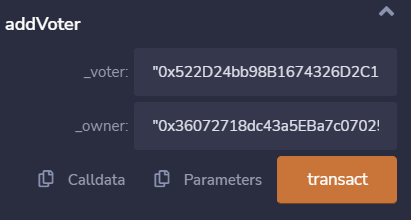 addVoter
_voter: "0x522D24bb98B1674326D2C1
_owner: "0x36072718dc43a5EBa7c0702
Calldata Parameters transact